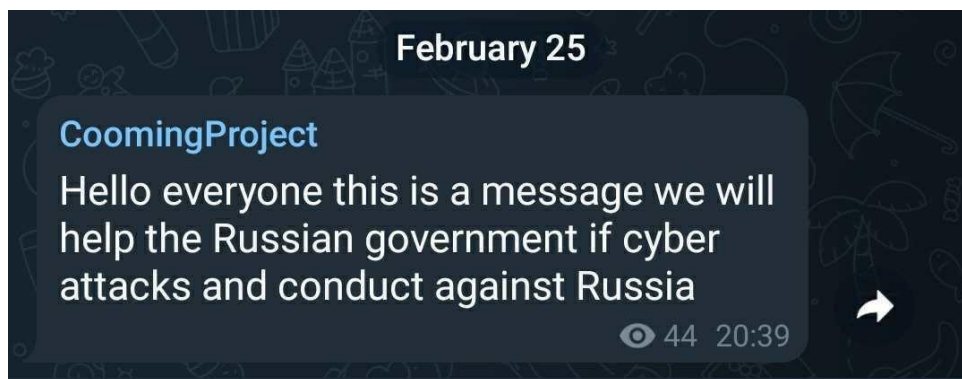 February 25
CoomingProject
Hello everyone this is a message we will
help the Russian government if cyber
attacks and conduct against Russia
44 20:39